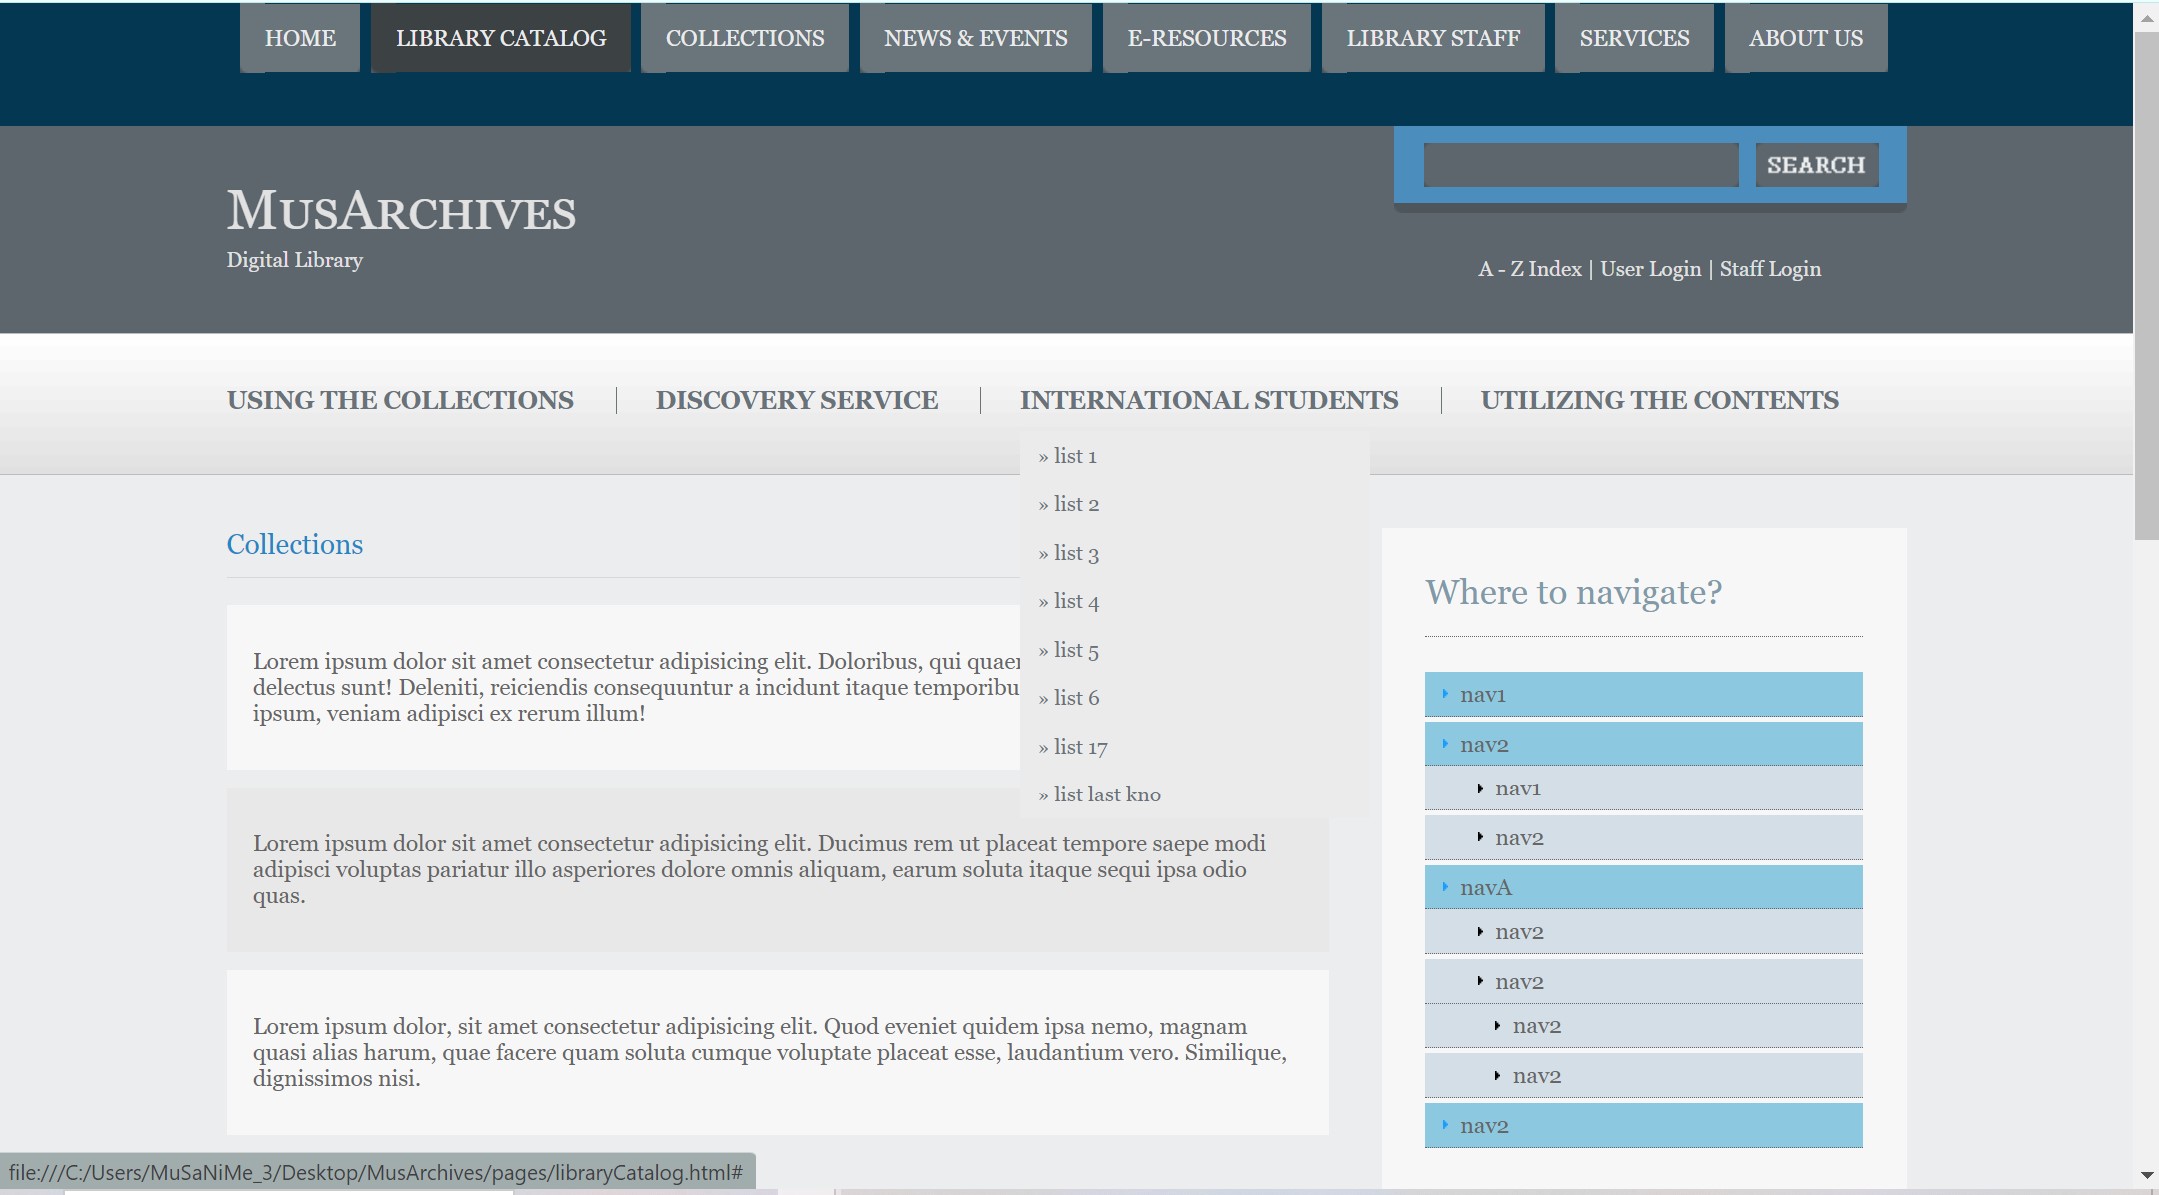 HOME LIBRARY CATALOG COLLECTIONS NEWS & EVENTS E-RESOURCES LIBRARY STAFF SERVICES ABOUT US
SEARCH
MUSARCHIVES
Digital Library
A - Z Index | User Login | Staff Login
USING THE COLLECTIONS DISCOVERY SERVICE INTERNATIONAL STUDENTS UTILIZING THE CONTENTS
» list 1
» list 2
» list 3
» list 4
» list 5
» list 6
» list 17
» list last kno
Collections
Lorem ipsum dolor sit amet consectetur adipisicing elit. Doloribus, qui
delectus sunt! Deleniti, reiciendis consequuntur a incidunt itaque
ipsum, veniam adipisci ex rerum illum!
Lorem ipsum dolor sit amet consectetur adipisicing elit. Ducimus rem ut placeat tempore saepe modi
adipisci voluptas pariatur illo asperiores dolore omnis aliquam, earum soluta itaque sequi ipsa odio
quas.
Lorem ipsum dolor, sit amet consectetur adipisicing elit. Quod eveniet quidem ipsa nemo, magnam
quasi alias harum, quae facere quam soluta cumque voluptate placeat esse, laudantium vero. Similique,
dignissimos nisi.
Where to navigate?
nav1
nav2
nav1
nav2
navA
nav2
nav2
nav2
nav2
nav2
file:///C:/Users/MuSaNiMe_3/Desktop/MusArchives/pages/libraryCatalog.html#